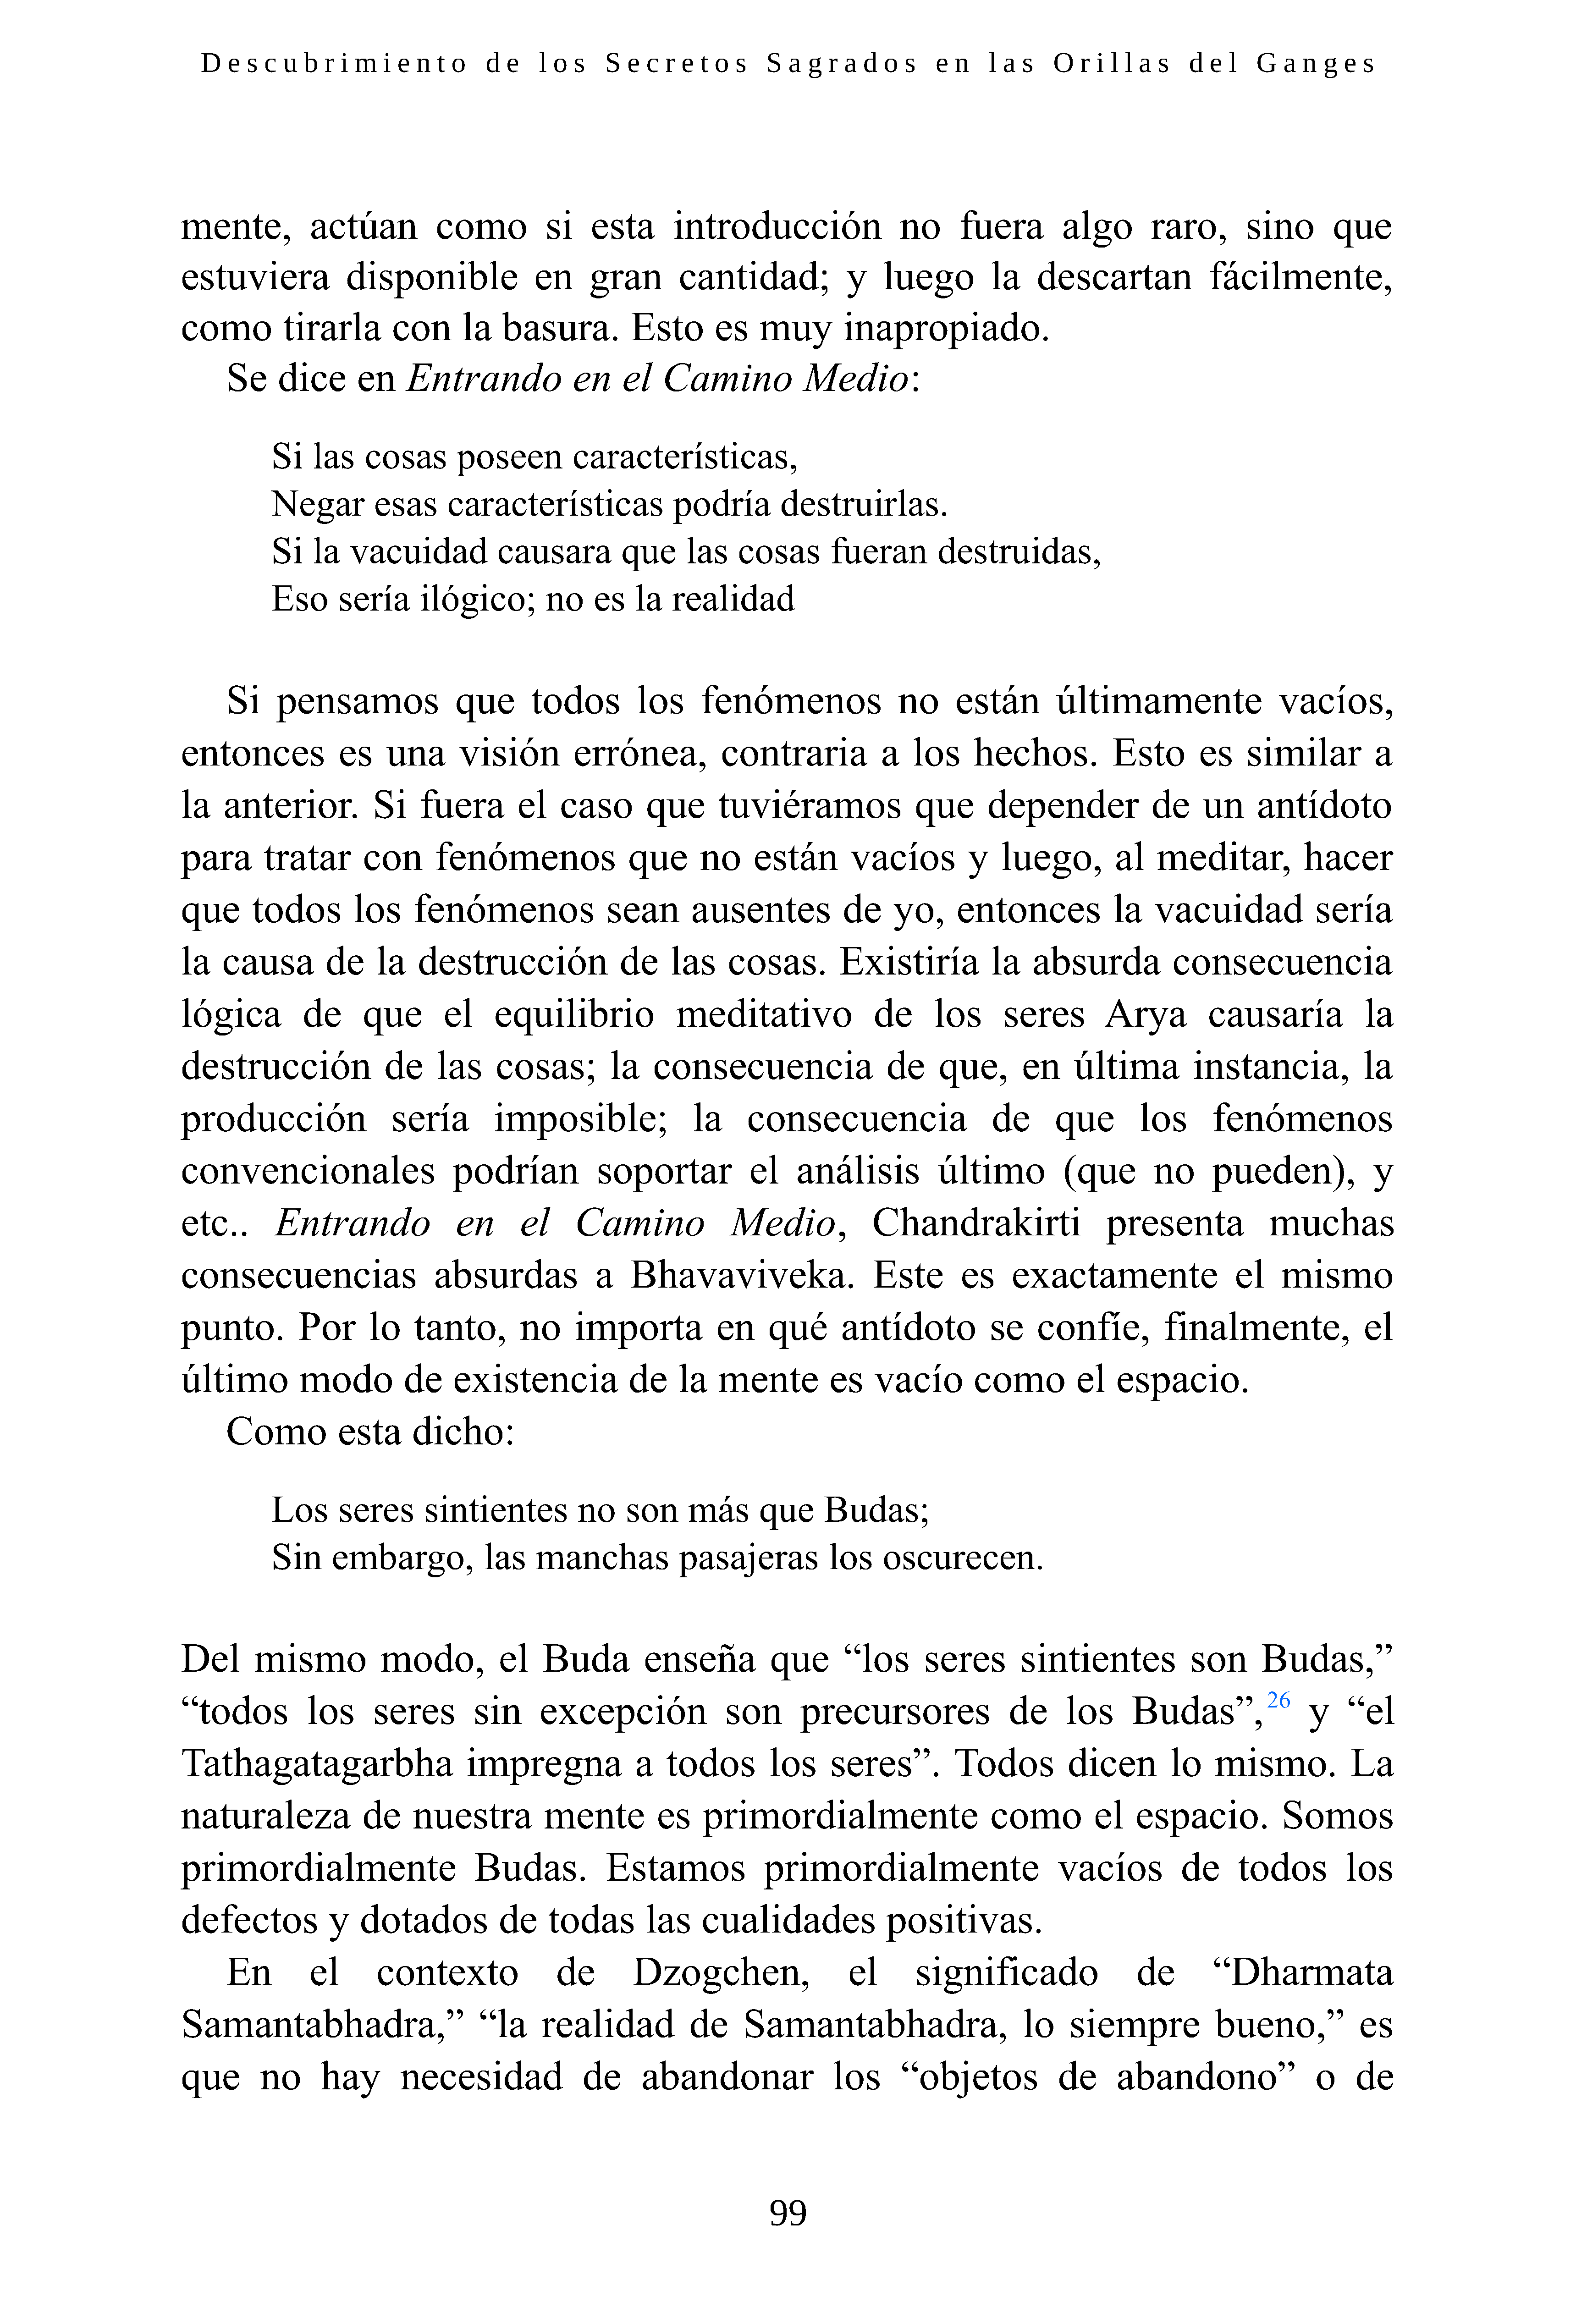 Descubrimiento de los Secretos Sagrados en las Orillas del Ganges
mente, actúan como si esta introducción no fuera algo raro, sino que
estuviera disponible en gran cantidad; y luego la descartan fácilmente,
como tirarla con la basura. Esto es muy inapropiado.
Se dice en Entrando en el Camino Medio:
Si las cosas poseen características,
Negar esas características podría destruirlas.
Si la vacuidad causara que las cosas fueran destruidas,
Eso sería ilógico; no es la realidad
Si pensamos que todos los fenómenos no están últimamente vacíos,
entonces es una visión errónea, contraria a los hechos. Esto es similar a
la anterior. Si fuera el caso que tuviéramos que depender de un antídoto
para tratar con fenómenos que no están vacíos y luego, al meditar, hacer
que todos los fenómenos sean ausentes de yo, entonces la vacuidad sería
la causa de la destrucción de las cosas. Existiría la absurda consecuencia
lógica de que el equilibrio meditativo de los seres Arya causaría la
destrucción de las cosas; la consecuencia de que, en última instancia, la
producción sería imposible; la consecuencia de que los fenómenos
convencionales podrían soportar el análisis último (que no pueden), y
etc.. Entrando en el Camino Medio, Chandrakirti presenta muchas
consecuencias absurdas a Bhavaviveka. Este es exactamente el mismo
punto. Por lo tanto, no importa en qué antídoto se confíe, finalmente, el
último modo de existencia de la mente es vacío como el espacio.
Como esta dicho:
Los seres sintientes no son más que Budas;
Sin embargo, las manchas pasajeras los oscurecen.
Del mismo modo, el Buda enseña que “los seres sintientes son Budas,”
“todos los seres sin excepción son precursores de los Budas”,26 y “el
Tathagatagarbha impregna a todos los seres”. Todos dicen lo mismo. La
naturaleza de nuestra mente es primordialmente como el espacio. Somos
primordialmente Budas. Estamos primordialmente vacíos de todos los
defectos y dotados de todas las cualidades positivas.
En el contexto de Dzogchen, el significado de “Dharmata
Samantabhadra,” “la realidad de Samantabhadra, lo siempre bueno,” es
que no hay necesidad de abandonar los “objetos de abandono” o de
99